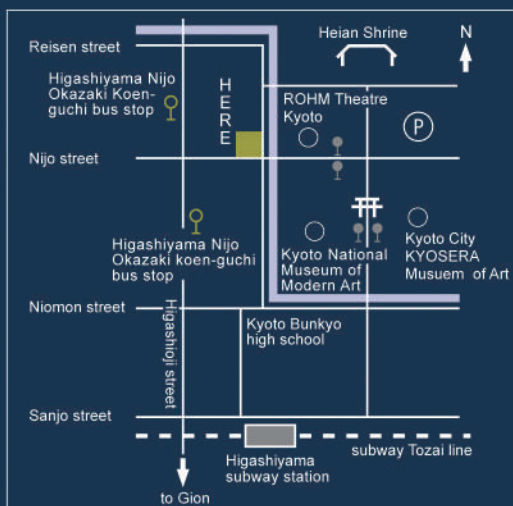 Heian Shrine
N
Reisen street
Higashiyama Nijo
Okazaki Koen-
guchi bus stop
HERE
ROHM Theatre
Kyoto
P
Nijo street
Higashiyama Nijo
Okazaki koen-guchi
bus stop
Kyoto National
Museum of
Modern Art
Kyoto City
KYOSERA
Musuem of Art
Niomon street
Higashioji street
Kyoto Bunkyo
high school
Sanjo street
subway Tozai line
Higashiyama
subway station
to Gion